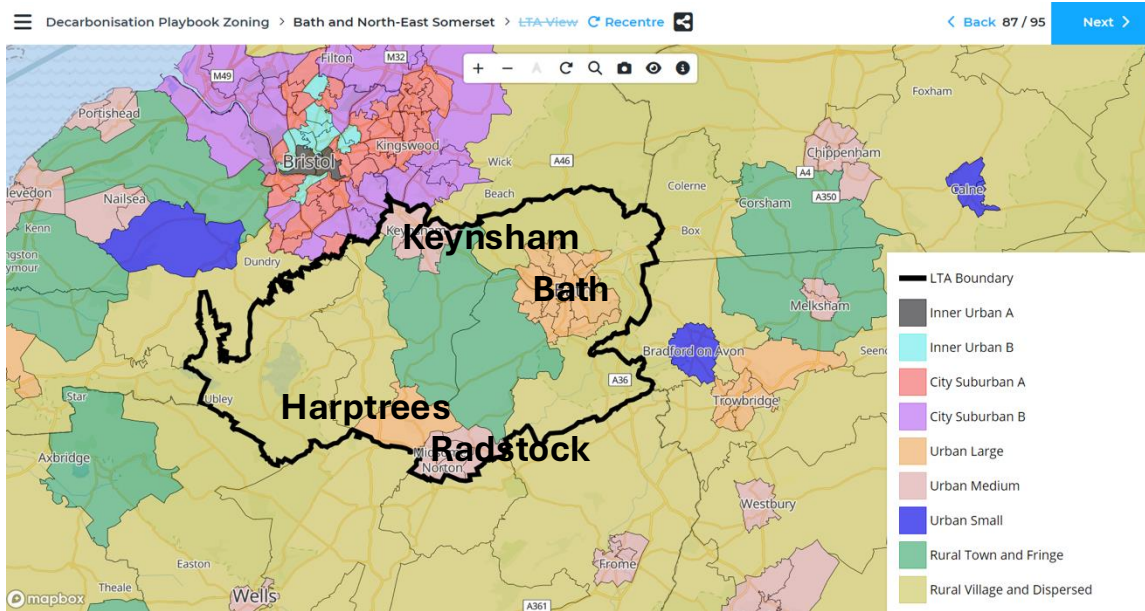 Decarbonisation Playbook Zoning > Bath and North-East Somerset > LTA View Recentre
Back 87 / 95 Next
Filton
M32
M49
Portishead
Foxham
Kingswood
Bristol
Chippenham
Wick
A46
A4
Calne
Nailsea
Beach
Colerne
A350
Corsham
Kenn
Keynsham
Box
Dundry
Bath
LTA Boundary
Melksham
Inner Urban A
Inner Urban B
Bradford on Avon
A36
City Suburban A
Star
Ubley
Harptrees
Trowbridge
City Suburban B
Radstock
Norton
Urban Large
Axbridge
Urban Medium
Westbury
Urban Small
Frome
Rural Town and Fringe
Easton
Theale
Wells
Rural Village and Dispersed
mapbox
A361